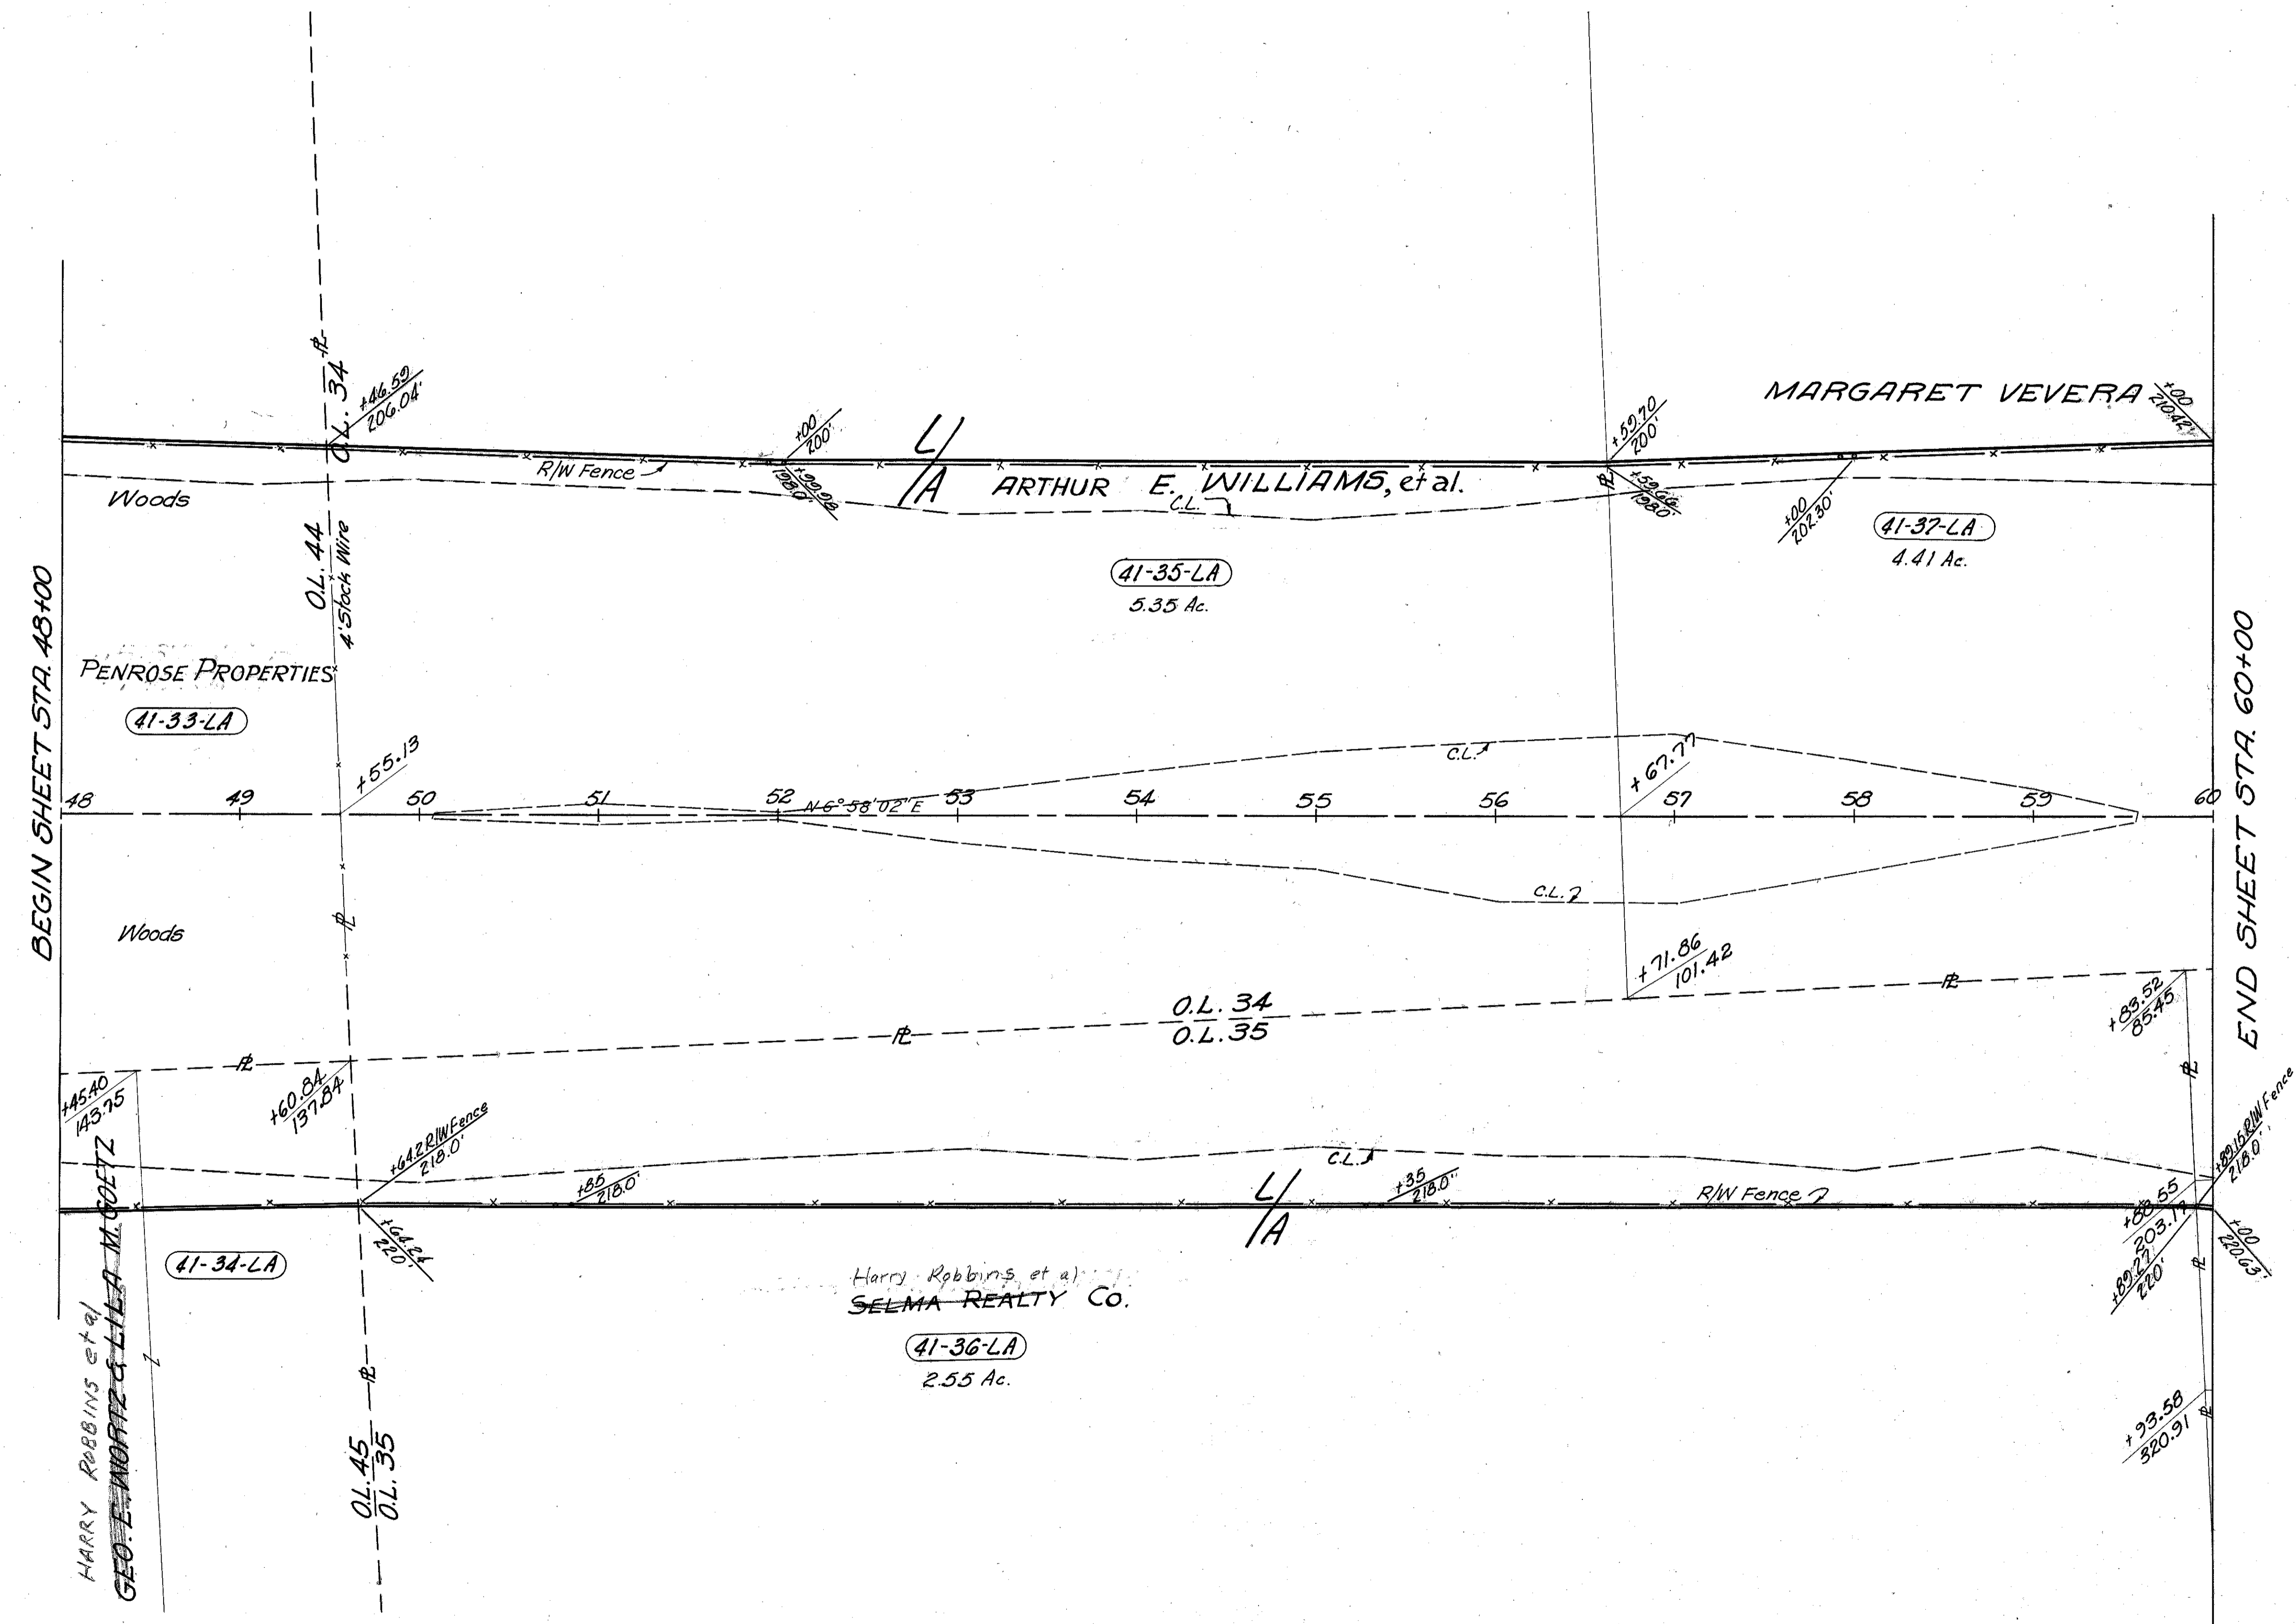 O.L. 34
+46.59
206.04'
+00
200'
L/A
+59.70
200'
MARGARET VEVERA
+00
210.42'
R/W Fence
+99.98
198.0'
ARTHUR E. WILLIAMS, et al.
C.L.
+59.66
198.0'
+00
202.30'
Woods
41-37-LA
4.41 Ac.
O.L. 44
4' Stock Wire
41-35-LA
5.35 Ac.
BEGIN SHEET STA. 48+00
END SHEET STA. 60+00
PENROSE PROPERTIES
41-33-LA
+55.13
C.L.
+67.77
48 49 50 51 52 53 54 55 56 57 58 59 60
N 6° 58' 02" E
C.L.
Woods
+71.86
101.42
PL
O.L. 34
O.L. 35
PL
PL
+83.52
85.45
PL
+45.40
143.75
+60.84
137.84
+64.2 R/W Fence
218.0'
+85
218.0'
C.L.
+35
218.0'
L/A
R/W Fence
+89.15 R/W Fence
218.0'
+88.55
203.17
+89.27
220'
+00
220.63'
41-34-LA
+64.24
220'
Harry Robbins et al
SELMA REALTY CO.
41-36-LA
2.55 Ac.
HARRY ROBBINS et al
GEO. E. WORTZ & LILA M. GOETZ
O.L. 45
O.L. 35
+93.58
320.91